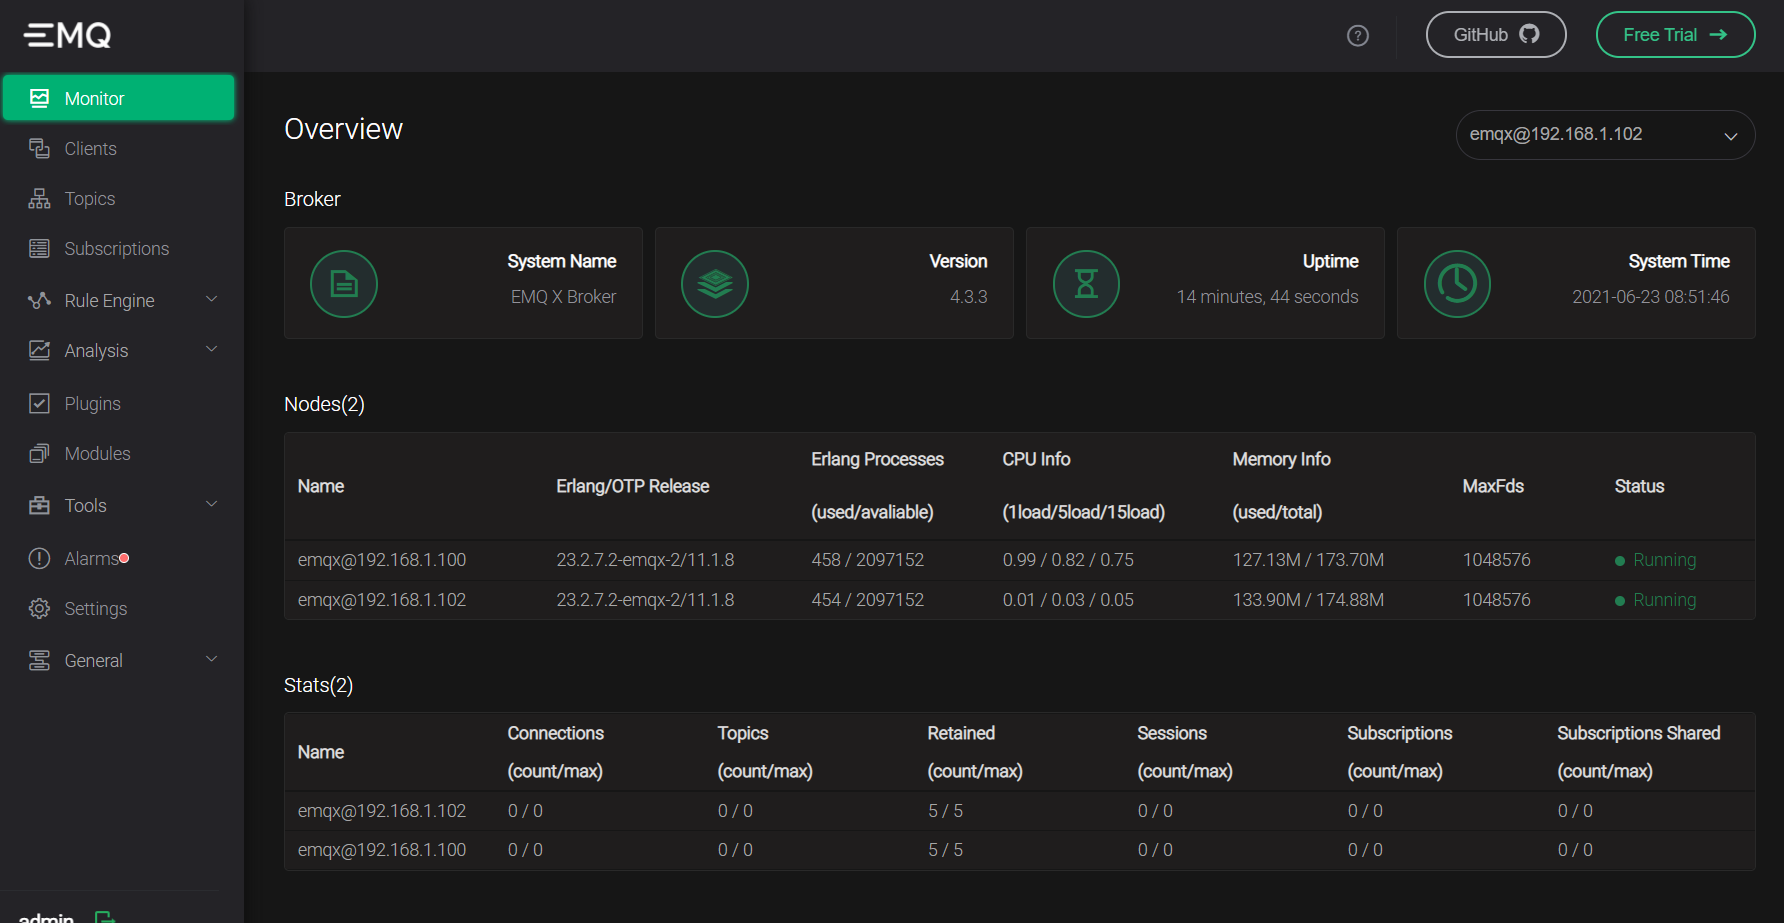 EMQ
GitHub
Free Trial
Monitor
Clients
Topics
Subscriptions
Rule Engine
Analysis
Plugins
Modules
Tools
Alarms
Settings
General
admin
Overview
emqx@192.168.1.102
Broker
System Name
EMQ X Broker
Version
4.3.3
Uptime
14 minutes, 44 seconds
System Time
2021-06-23 08:51:46
Nodes(2)
Name Erlang/OTP Release Erlang Processes (used/avaliable) CPU Info (1load/5load/15load) Memory Info (used/total) MaxFds Status
emqx@192.168.1.100 23.2.7.2-emqx-2/11.1.8 458 / 2097152 0.99 / 0.82 / 0.75 127.13M / 173.70M 1048576 Running
emqx@192.168.1.102 23.2.7.2-emqx-2/11.1.8 454 / 2097152 0.01 / 0.03 / 0.05 133.90M / 174.88M 1048576 Running
Stats(2)
Name Connections (count/max) Topics (count/max) Retained (count/max) Sessions (count/max) Subscriptions (count/max) Subscriptions Shared (count/max)
emqx@192.168.1.102 0 / 0 0 / 0 5 / 5 0 / 0 0 / 0 0 / 0
emqx@192.168.1.100 0 / 0 0 / 0 5 / 5 0 / 0 0 / 0 0 / 0